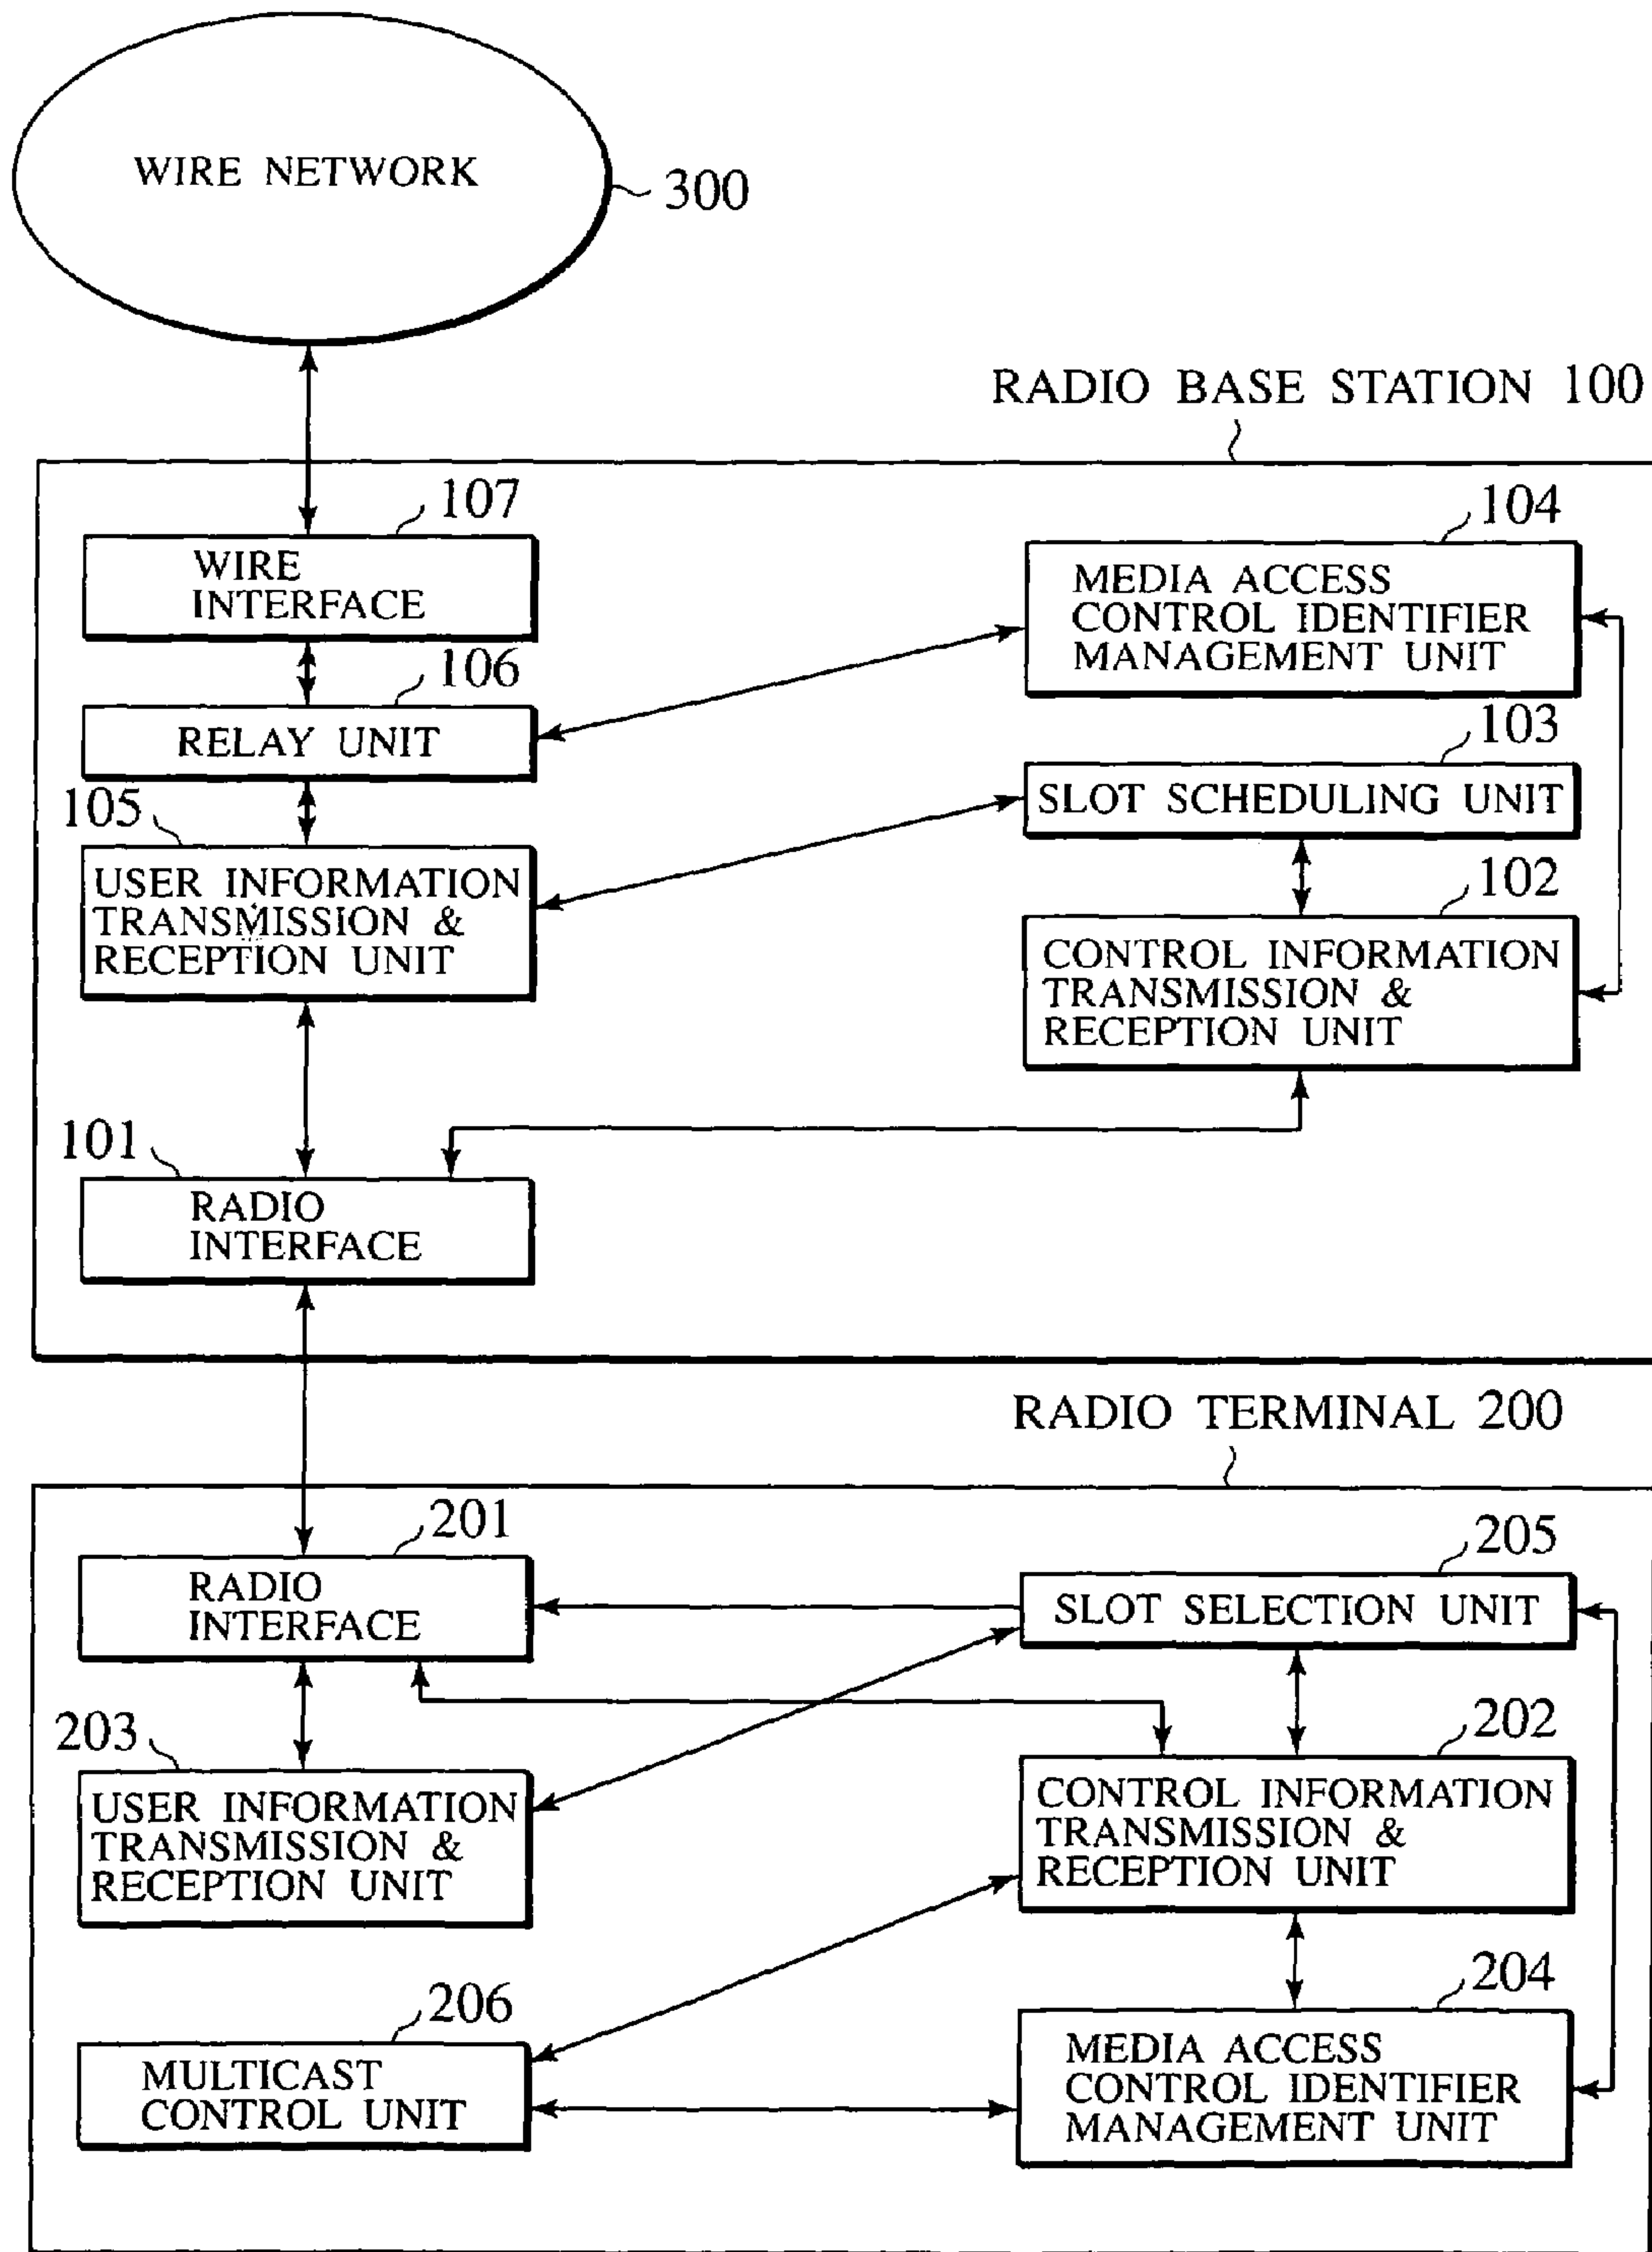 WIRE NETWORK
300
RADIO BASE STATION 100
107
WIRE
INTERFACE
104
MEDIA ACCESS
CONTROL IDENTIFIER
MANAGEMENT UNIT
106
RELAY UNIT
103
SLOT SCHEDULING UNIT
105
USER INFORMATION
TRANSMISSION &
RECEPTION UNIT
102
CONTROL INFORMATION
TRANSMISSION &
RECEPTION UNIT
101
RADIO
INTERFACE
RADIO TERMINAL 200
201
RADIO
INTERFACE
205
SLOT SELECTION UNIT
203
USER INFORMATION
TRANSMISSION &
RECEPTION UNIT
202
CONTROL INFORMATION
TRANSMISSION &
RECEPTION UNIT
206
MULTICAST
CONTROL UNIT
204
MEDIA ACCESS
CONTROL IDENTIFIER
MANAGEMENT UNIT